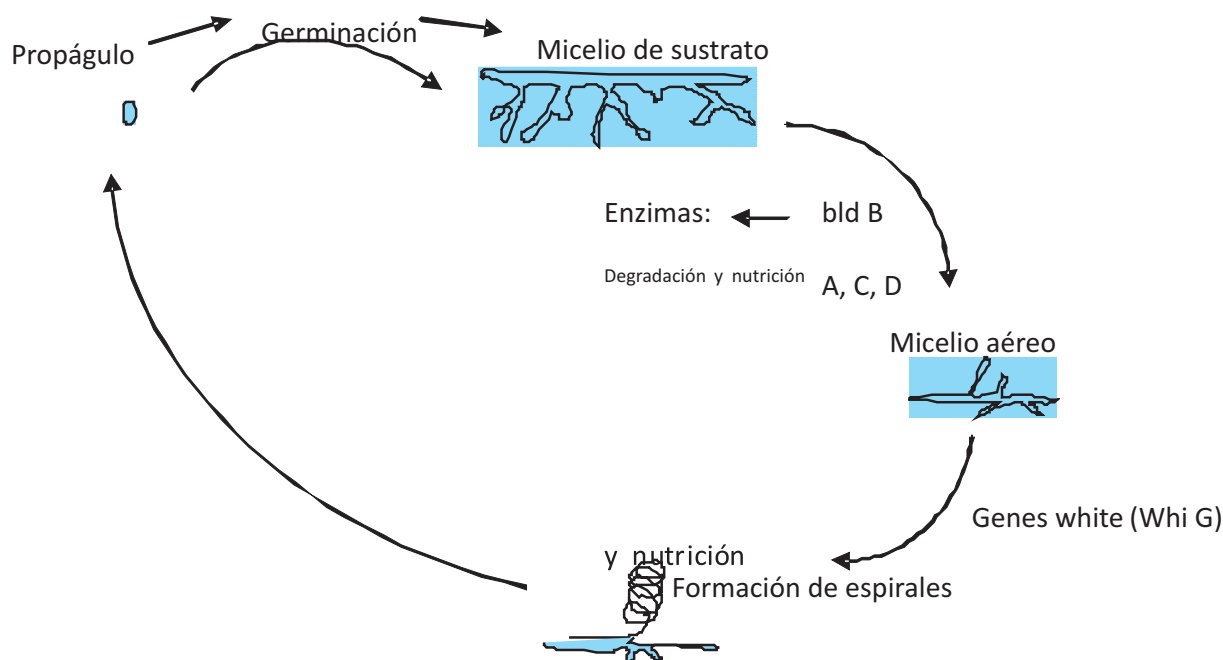 Propágulo
Germinación
Micelio de sustrato
Enzimas:
bld B
Degradación y nutrición
A, C, D
Micelio aéreo
Genes white (Whi G)
y nutrición
Formación de espirales